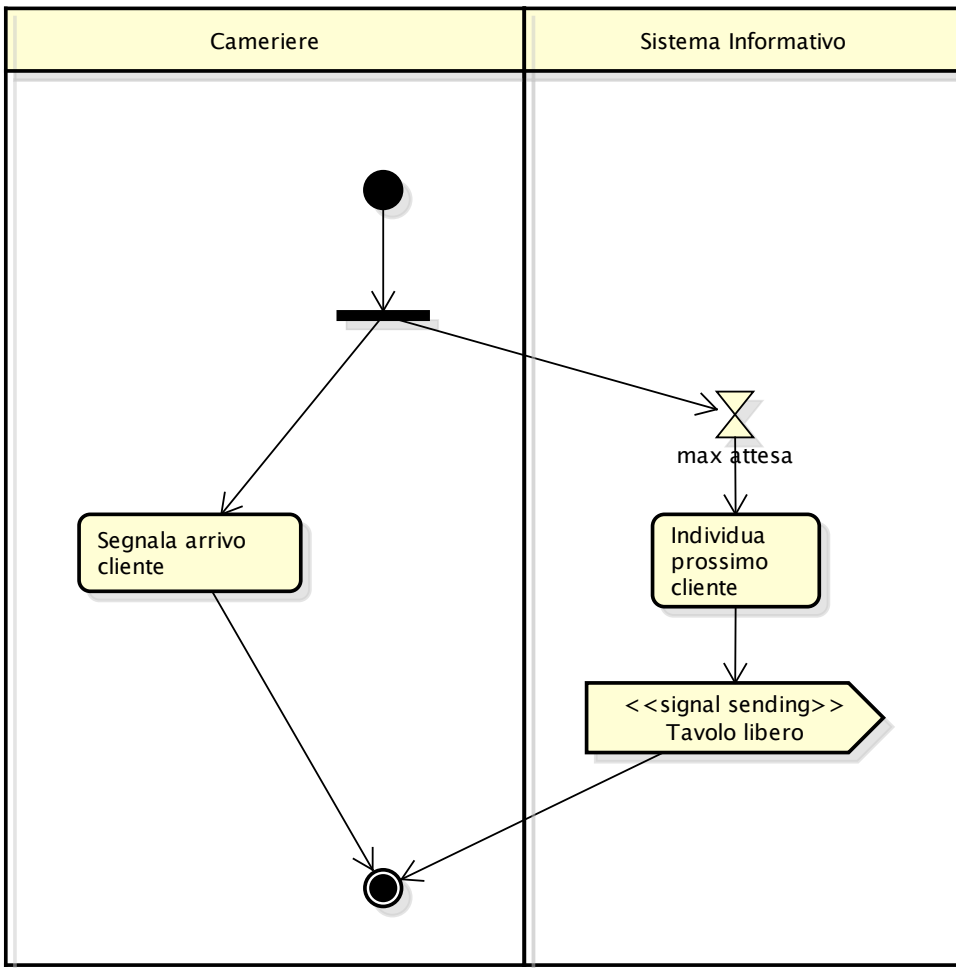 Cameriere
Sistema Informativo
max attesa
Segnala arrivo
cliente
Individua
prossimo
cliente
<<signal sending>>
Tavolo libero